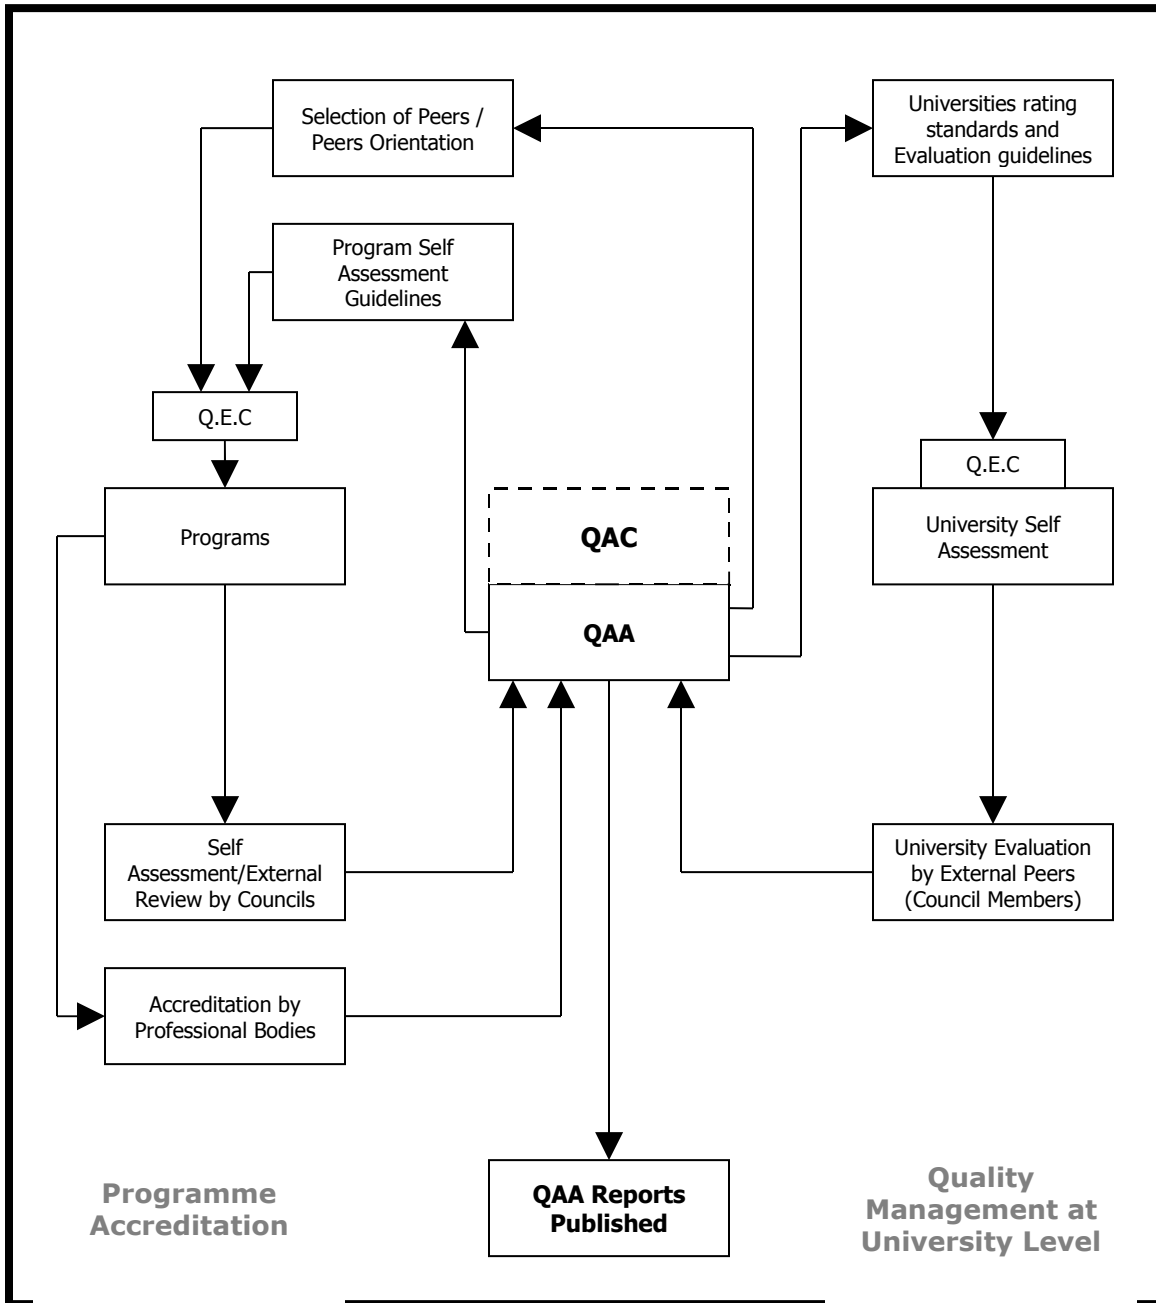 Selection of Peers /
Peers Orientation
Universities rating
standards and
Evaluation guidelines
Program Self
Assessment
Guidelines
Q.E.C
Q.E.C
Programs
QAC
University Self
Assessment
QAA
Self
Assessment/External
Review by Councils
University Evaluation
by External Peers
(Council Members)
Accreditation by
Professional Bodies
QAA Reports
Published
Programme
Accreditation
Quality
Management at
University Level